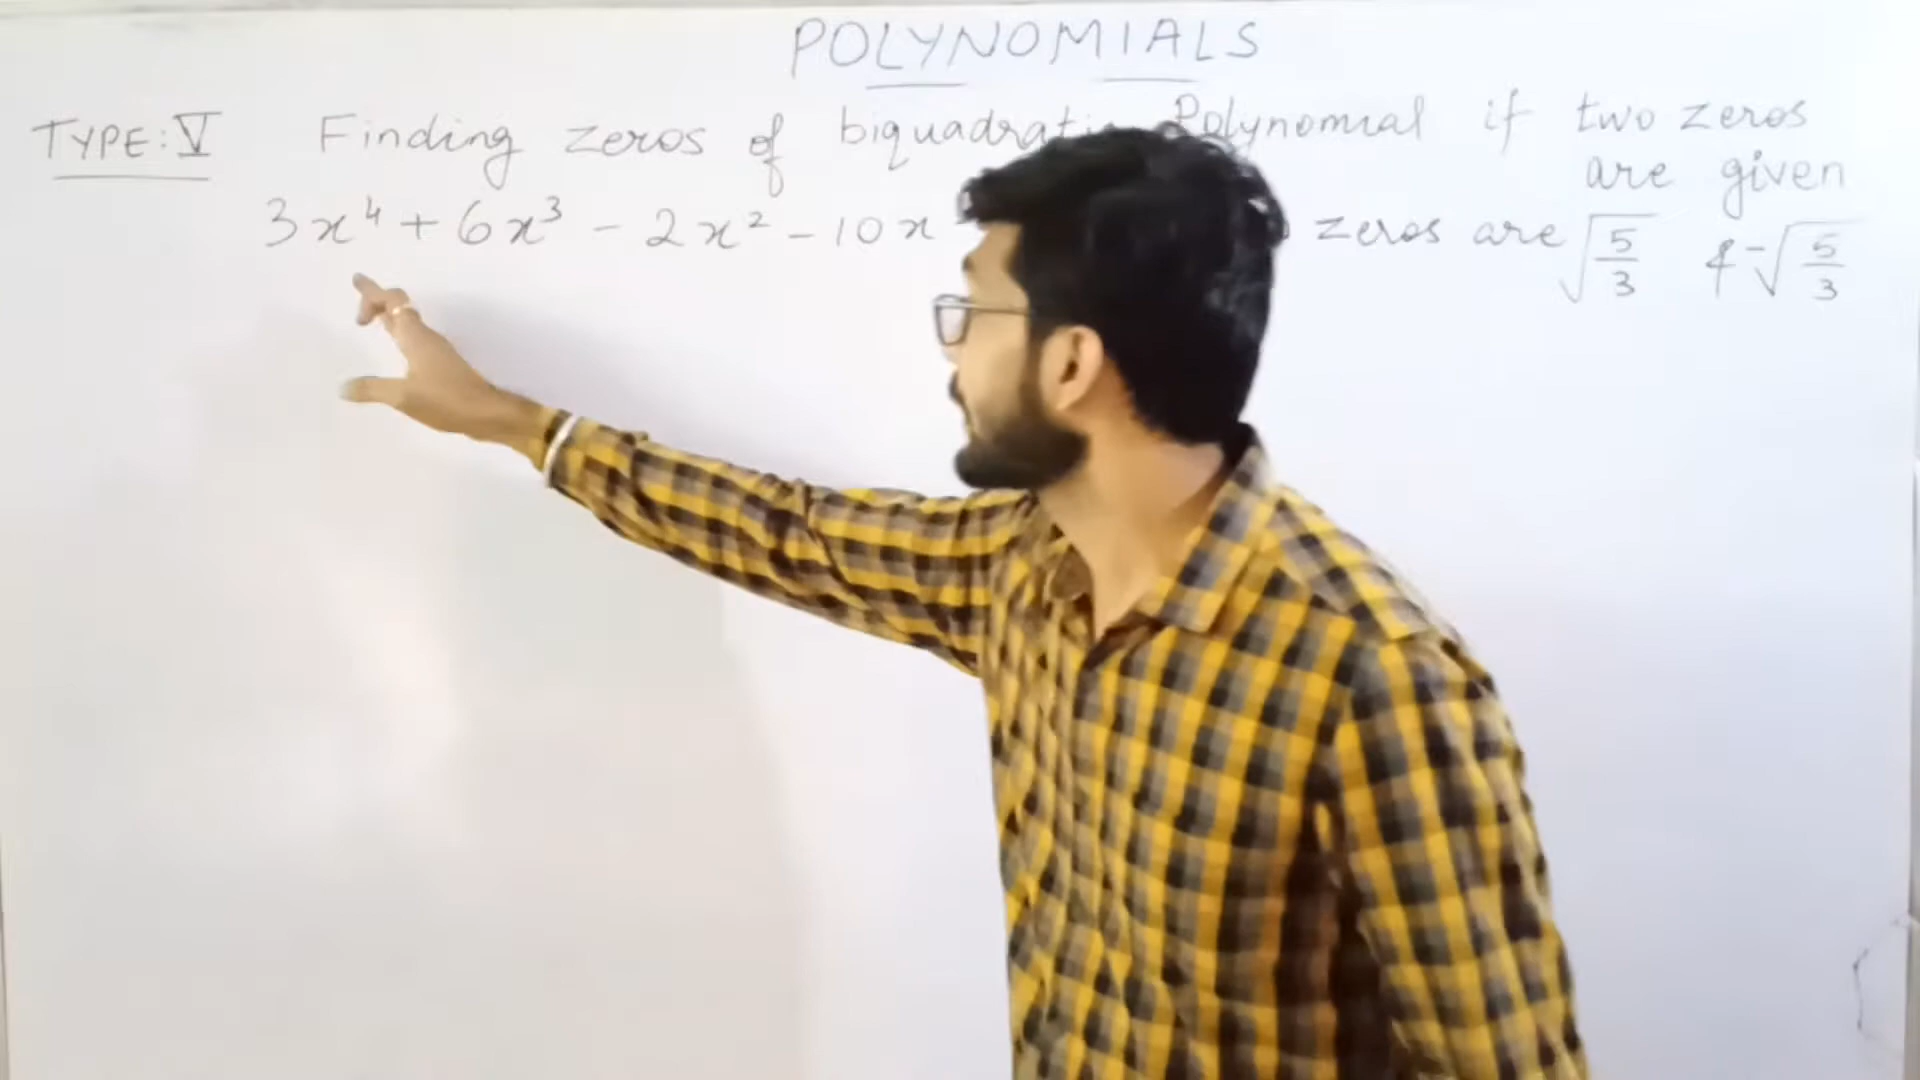 POLYNOMIALS
TYPE: V Finding zeros of biquadratic Polynomial if two zeros
are given
3x⁴ + 6x³ - 2x² - 10x zeros are √5/3 & -√5/3